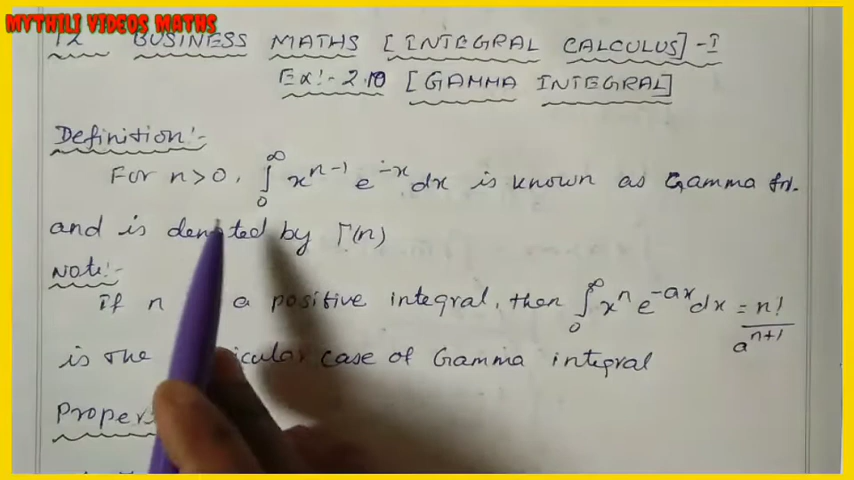 MYTHILI VIDEOS MATHS
12 BUSINESS MATHS [INTEGRAL CALCULUS]-I
Ex:- 2.10 [GAMMA INTEGRAL]
Definition:-
For n>0, ∫₀^∞ x^(n-1) e^(-x) dx is known as Gamma fn.
and is denoted by Γ(n)
Note:-
If n a positive integral, then ∫₀^∞ x^n e^(-ax) dx = n!/a^(n+1)
is the case of Gamma integral